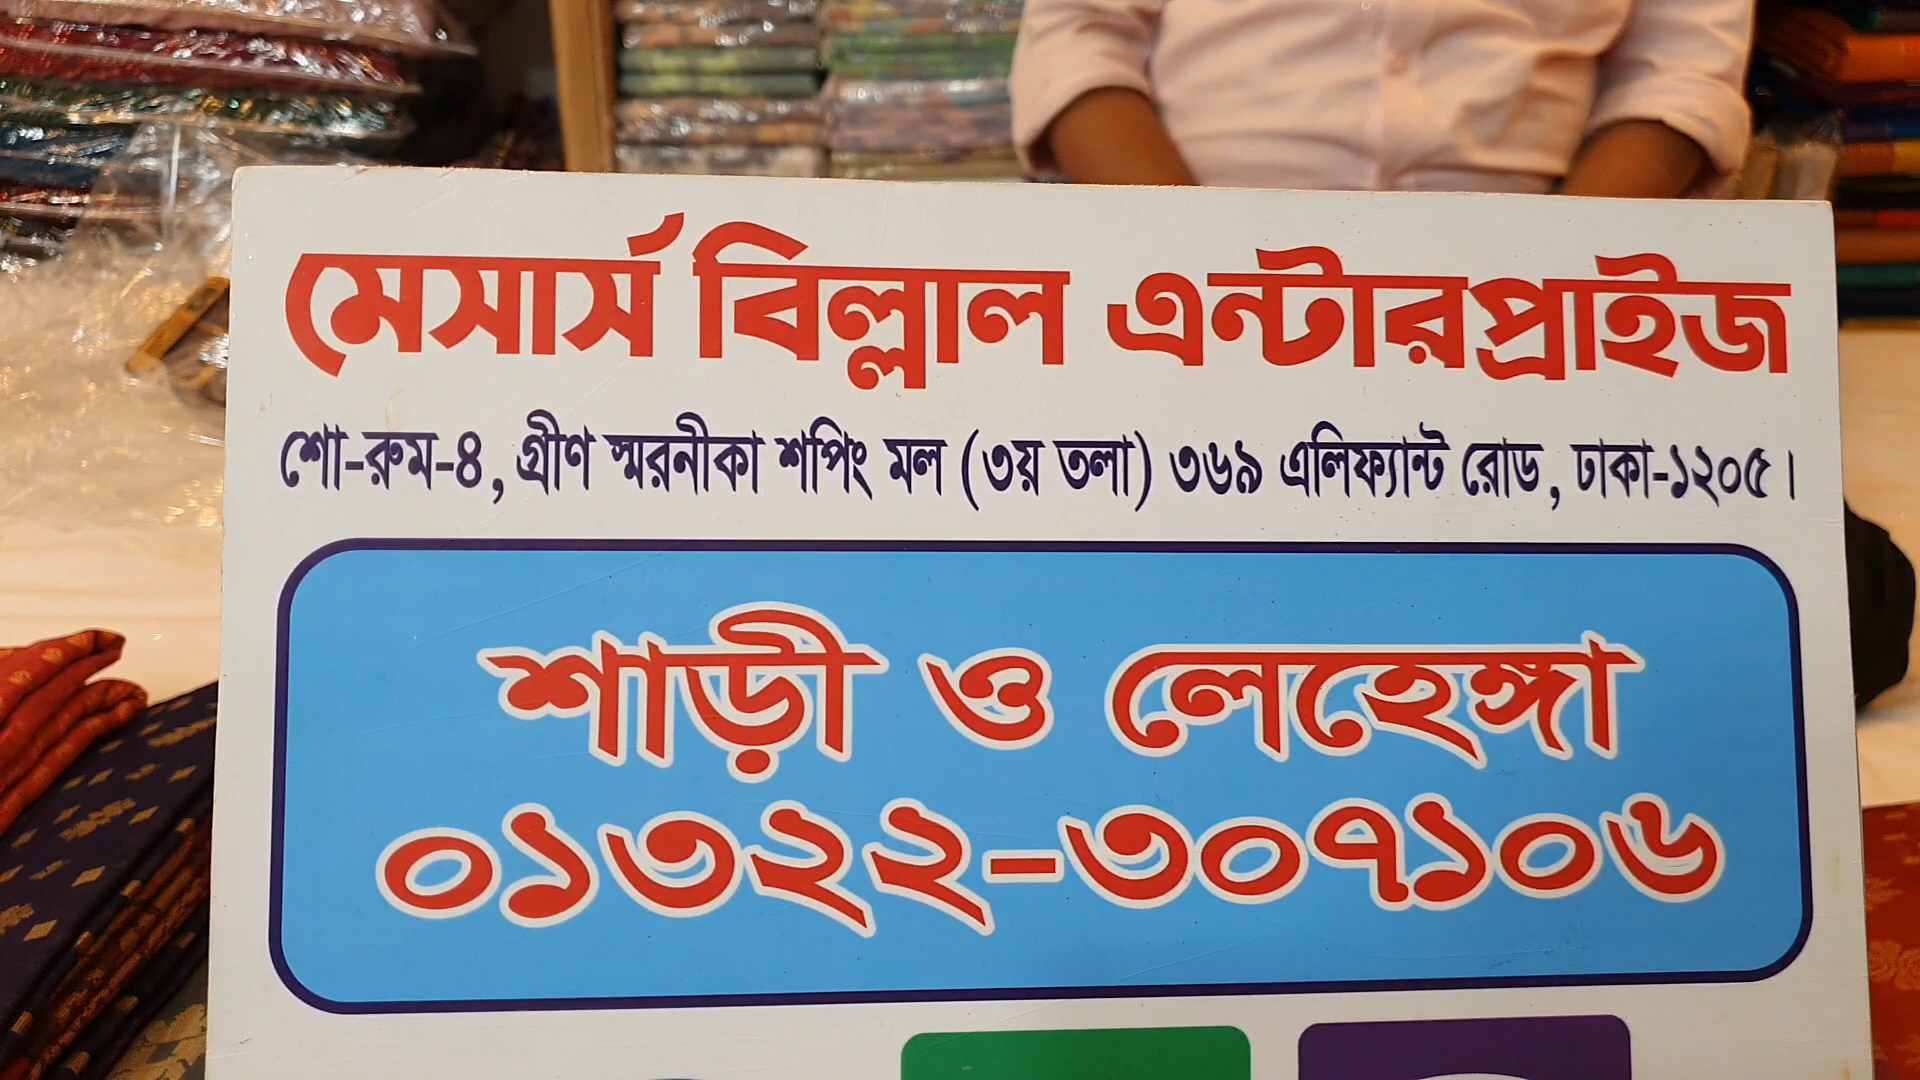 মেসার্স বিল্লাল এন্টারপ্রাইজ
শো-রুম-৪, গ্রীণ স্মরনীকা শপিং মল (৩য় তলা) ৩৬৯ এলিফ্যান্ট রোড, ঢাকা-১২০৫।
শাড়ী ও লেহেঙ্গা
০১৩২২-৩০৭১০৬